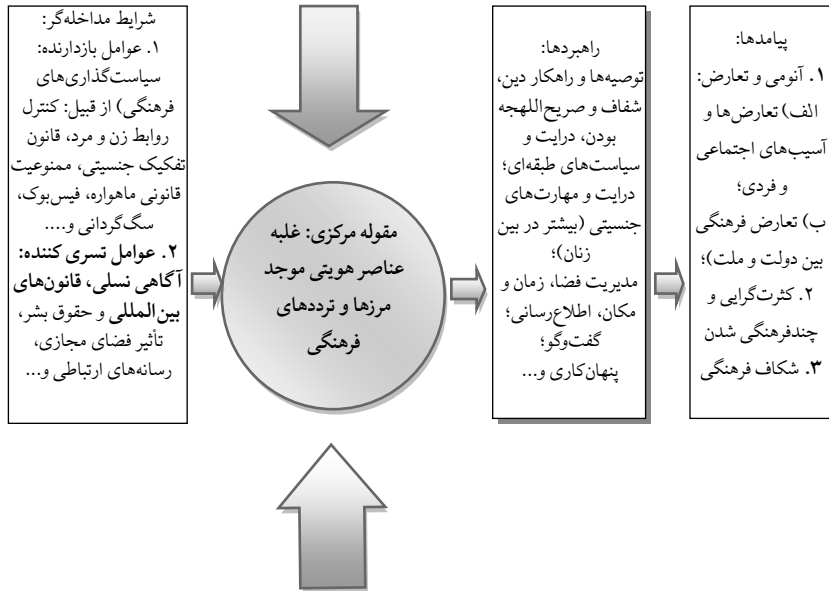 شرایط مداخله‌گر:
۱. عوامل بازدارنده:
سیاست‌گذاری‌های
فرهنگی) از قبیل: کنترل
روابط زن و مرد، قانون
تفکیک جنسیتی، ممنوعیت
قانونی ماهواره، فیس‌بوک،
سگ‌گردانی و....
۲. عوامل تسری کننده:
آگاهی نسلی، قانون‌های
بین‌المللی و حقوق بشر،
تأثیر فضای مجازی،
رسانه‌های ارتباطی و...
مقوله مرکزی: غلبه
عناصر هویتی موجد
مرزها و ترددهای
فرهنگی
راهبردها:
توصیه‌ها و راهکار دین،
شفاف و صریح‌اللهجه
بودن، درایت و
سیاست‌های طبقه‌ای؛
درایت و مهارت‌های
جنسیتی (بیشتر در بین
زنان)؛
مدیریت فضا، زمان و
مکان، اطلاع‌رسانی؛
گفت‌وگو؛
پنهان‌کاری و...
پیامدها:
۱. آنومی و تعارض:
الف) تعارض‌ها و
آسیب‌های اجتماعی
و فردی؛
ب) تعارض فرهنگی
بین دولت و ملت)؛
۲. کثرت‌گرایی و
چندفرهنگی شدن
۳. شکاف فرهنگی